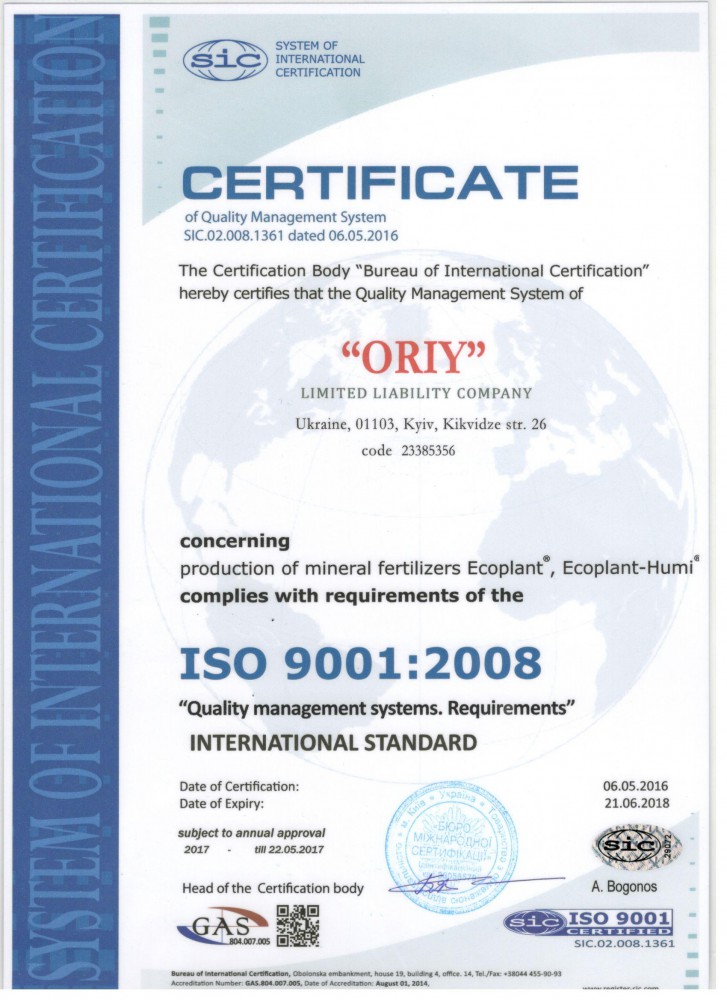 SYSTEM OF INTERNATIONAL CERTIFICATION
sic
SYSTEM OF
INTERNATIONAL
CERTIFICATION
CERTIFICATE
of Quality Management System
SIC.02.008.1361 dated 06.05.2016
The Certification Body “Bureau of International Certification”
hereby certifies that the Quality Management System of
“ORIY”
LIMITED LIABILITY COMPANY
Ukraine, 01103, Kyiv, Kikvidze str. 26
code 23385356
concerning
production of mineral fertilizers Ecoplant®, Ecoplant-Humi®
complies with requirements of the
ISO 9001:2008
“Quality management systems. Requirements”
INTERNATIONAL STANDARD
Date of Certification: 06.05.2016
Date of Expiry: 21.06.2018
subject to annual approval
2017 - till 22.05.2017
м. Київ * Україна *
БЮРО
МІЖНАРОДНОЇ
СЕРТИФІКАЦІЇ
sic
29072
Head of the Certification body A. Bogonos
GAS
804.007.005
sic ISO 9001
CERTIFIED
SIC.02.008.1361
Bureau of International Certification, Obolonska embankment, house 19, building 4, office. 14, Tel./Fax: +38044 455-90-93
Accreditation Number: GAS.804.007.005, Date of Accreditation: August 01, 2014,